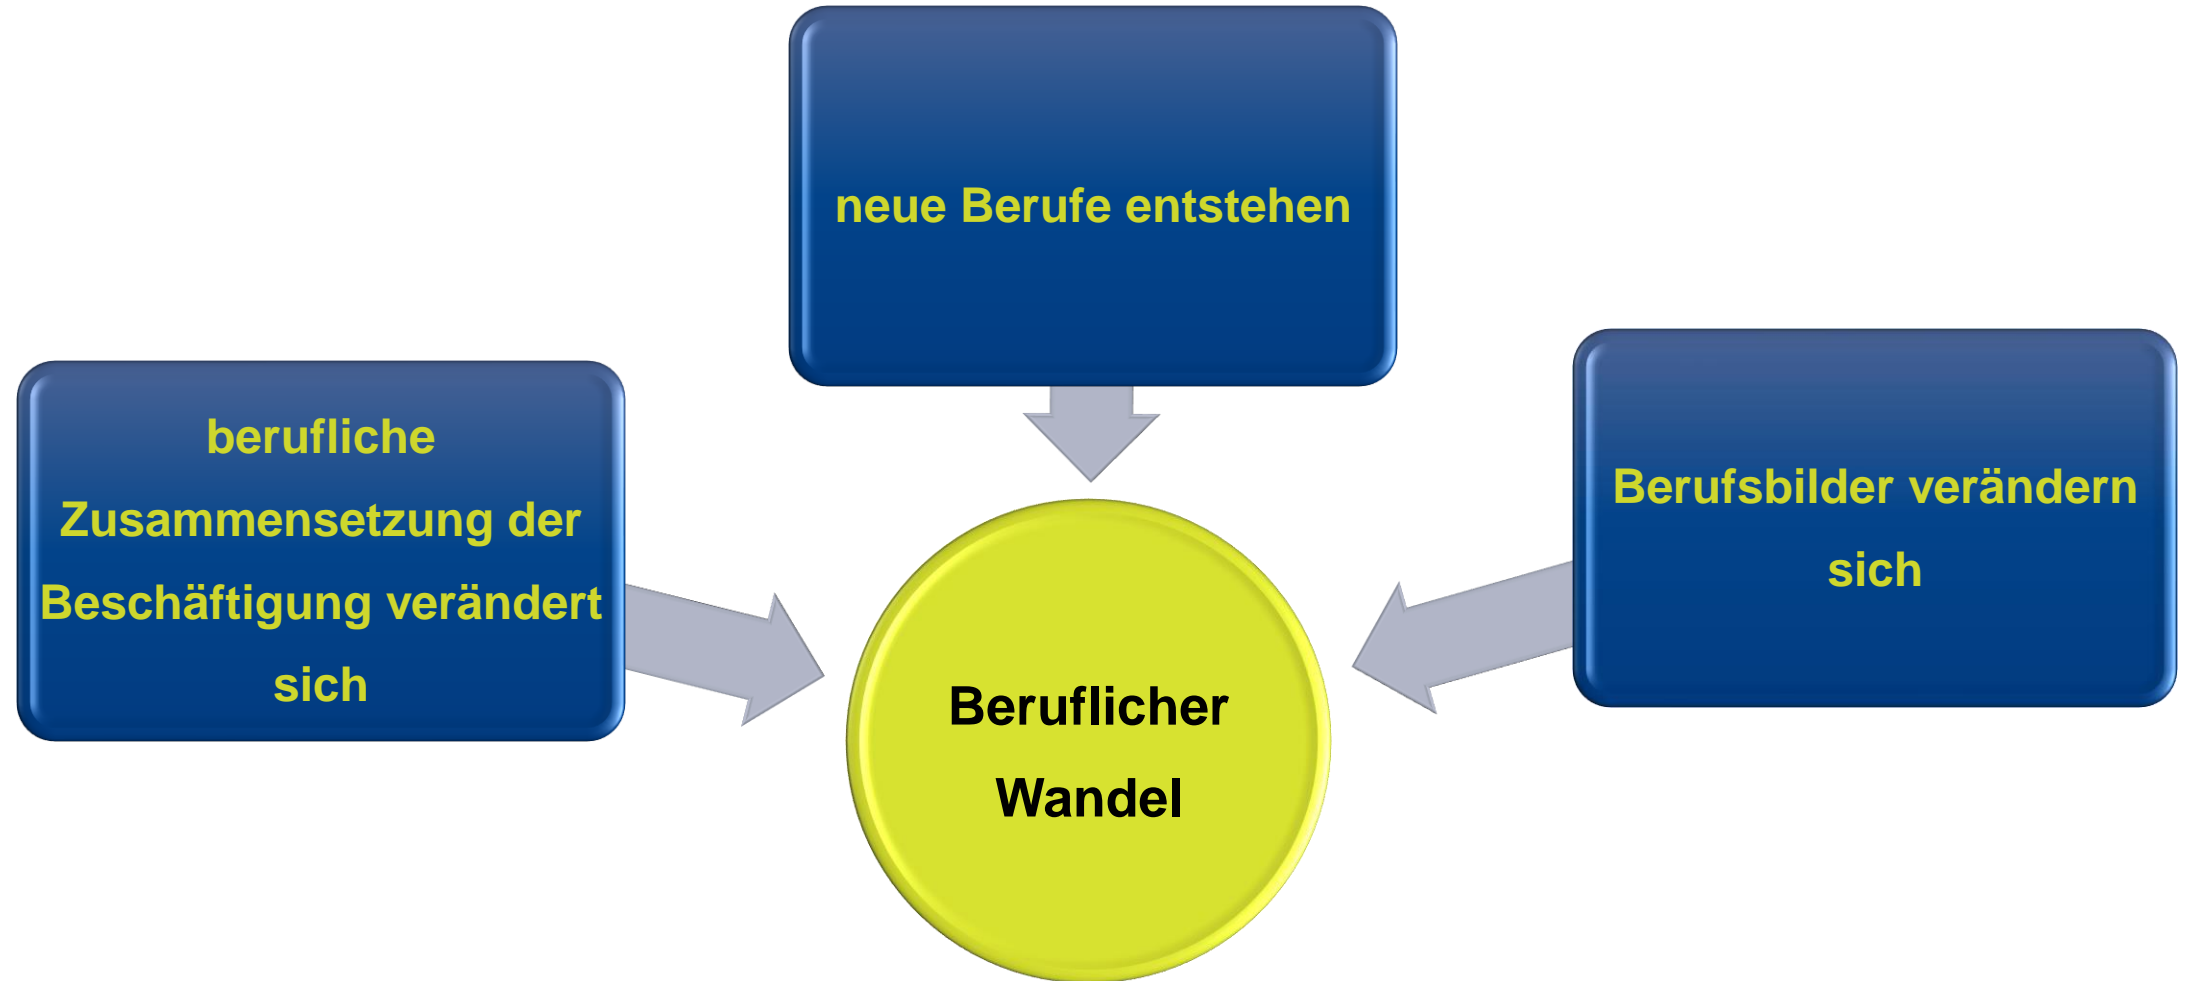 neue Berufe entstehen
berufliche
Zusammensetzung der
Beschäftigung verändert
sich
Berufsbilder verändern
sich
Beruflicher
Wandel